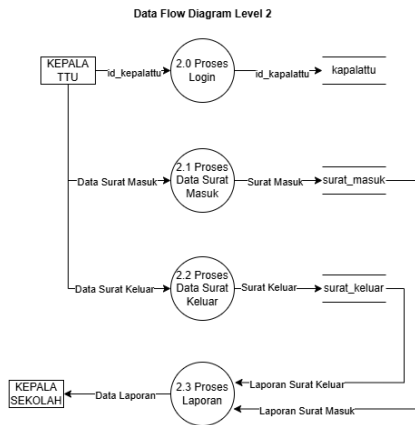 Data Flow Diagram Level 2
KEPALA
TTU
id_kepalattu
2.0 Proses
Login
id_kapalattu
kapalattu
Data Surat Masuk
2.1 Proses
Data Surat
Masuk
Surat Masuk
surat_masuk
Data Surat Keluar
2.2 Proses
Data Surat
Keluar
Surat Keluar
surat_keluar
KEPALA
SEKOLAH
Data Laporan
2.3 Proses
Laporan
Laporan Surat Keluar
Laporan Surat Masuk